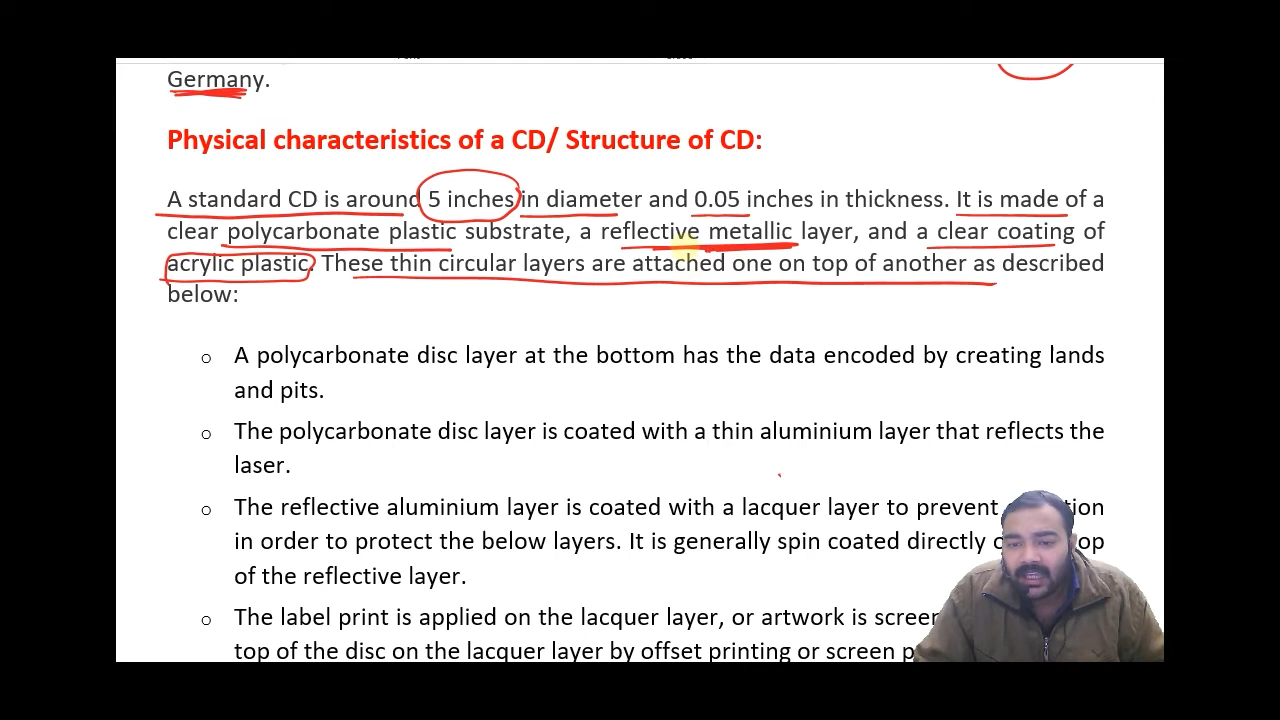 Germany.
Physical characteristics of a CD/ Structure of CD:
A standard CD is around 5 inches in diameter and 0.05 inches in thickness. It is made of a
clear polycarbonate plastic substrate, a reflective metallic layer, and a clear coating of
acrylic plastic. These thin circular layers are attached one on top of another as described
below:
o A polycarbonate disc layer at the bottom has the data encoded by creating lands
and pits.
o The polycarbonate disc layer is coated with a thin aluminium layer that reflects the
laser.
o The reflective aluminium layer is coated with a lacquer layer to prevent
in order to protect the below layers. It is generally spin coated directly
of the reflective layer.
o The label print is applied on the lacquer layer, or artwork is
top of the disc on the lacquer layer by offset printing or screen